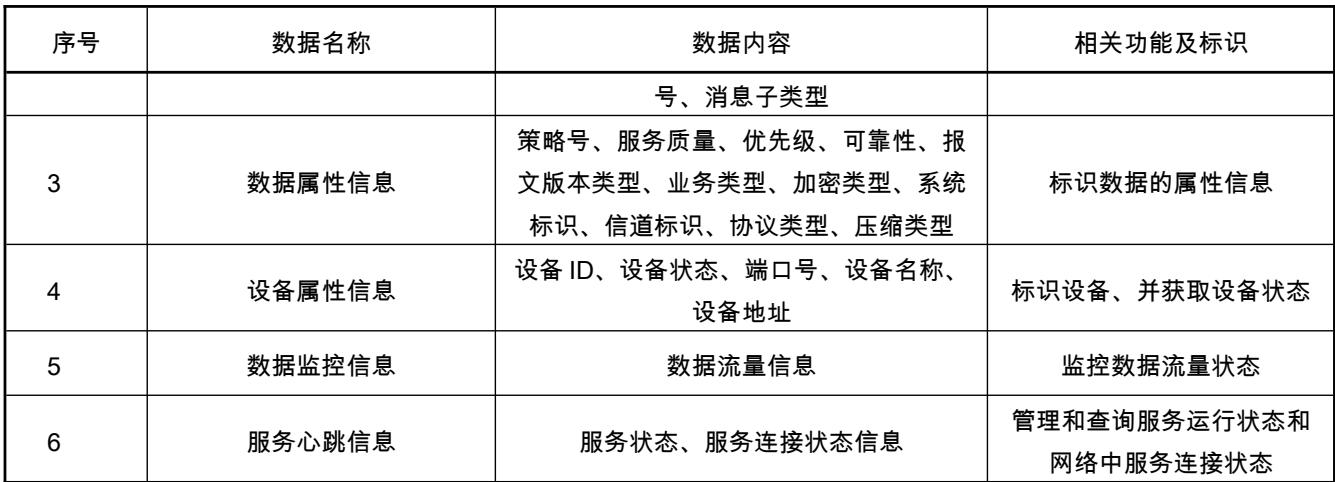 序号 数据名称 数据内容 相关功能及标识
号、消息子类型
3 数据属性信息 策略号、服务质量、优先级、可靠性、报
文版本类型、业务类型、加密类型、系统
标识、信道标识、协议类型、压缩类型 标识数据的属性信息
4 设备属性信息 设备 ID、设备状态、端口号、设备名称、
设备地址 标识设备、并获取设备状态
5 数据监控信息 数据流量信息 监控数据流量状态
6 服务心跳信息 服务状态、服务连接状态信息 管理和查询服务运行状态和
网络中服务连接状态